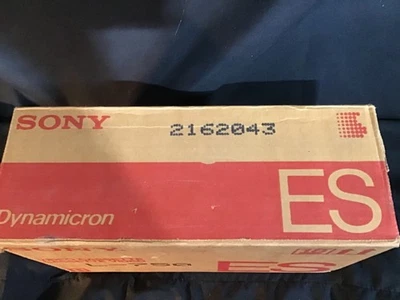 SONY
2162043
Dynamicron
ES